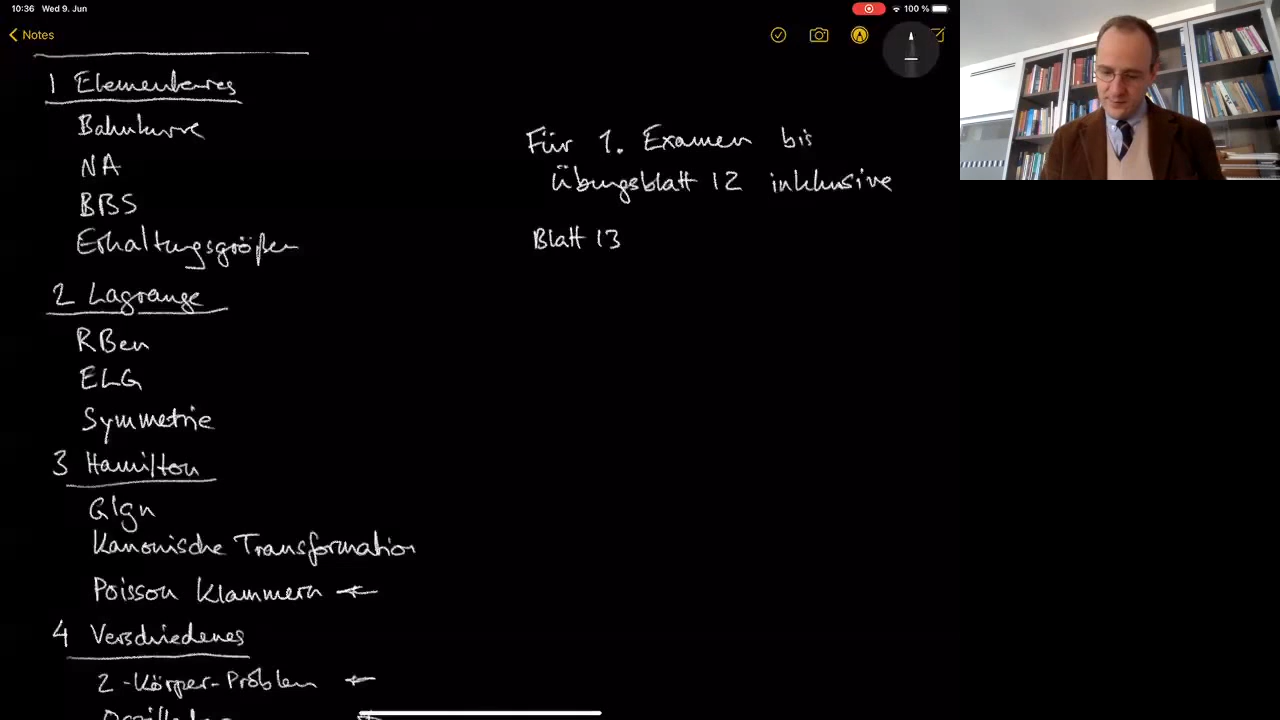 10:36 Wed 9. Jun
100 %
Notes
1 Elementares
Bahnkurve
NA
BBS
Erhaltungsgrößen
2 Lagrange
RBen
ELG
Symmetrie
3 Hamilton
Glgn
Kanonische Transformation
Poisson Klammern ←
4 Verschiedenes
2-Körper-Problem ←
Für 1. Examen bis
Übungsblatt 12 inklusive
Blatt 13